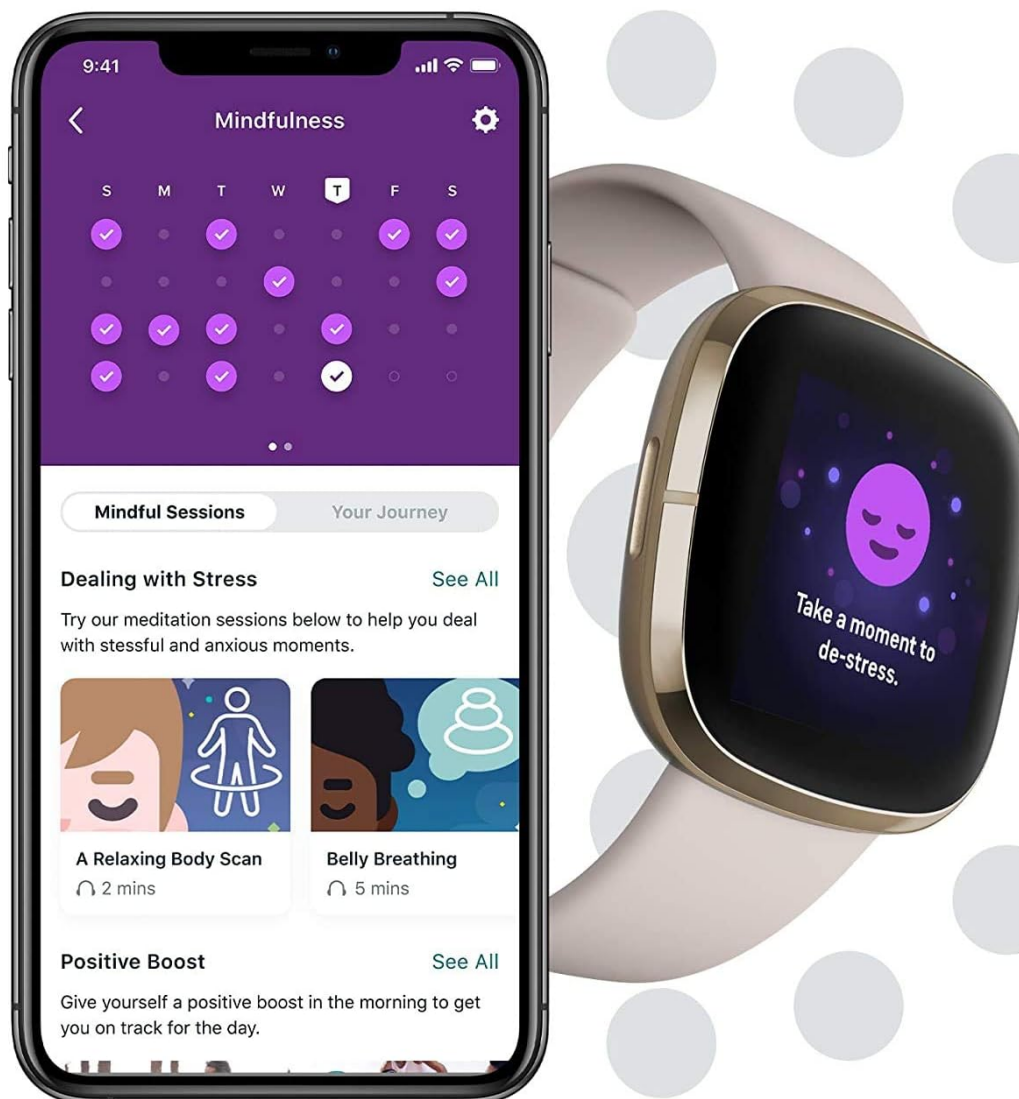 9:41
Mindfulness
S M T W T F S
Mindful Sessions Your Journey
Dealing with Stress See All
Try our meditation sessions below to help you deal
with stressful and anxious moments.
A Relaxing Body Scan Belly Breathing
2 mins 5 mins
Positive Boost See All
Give yourself a positive boost in the morning to get
you on track for the day.
Take a moment to
de-stress.